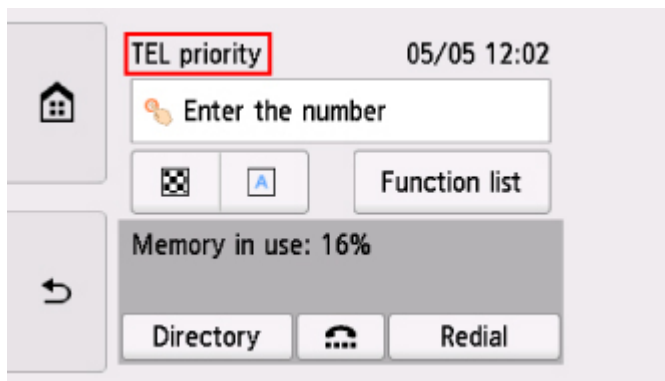 TEL priority 05/05 12:02
Enter the number
A Function list
Memory in use: 16%
Directory Redial